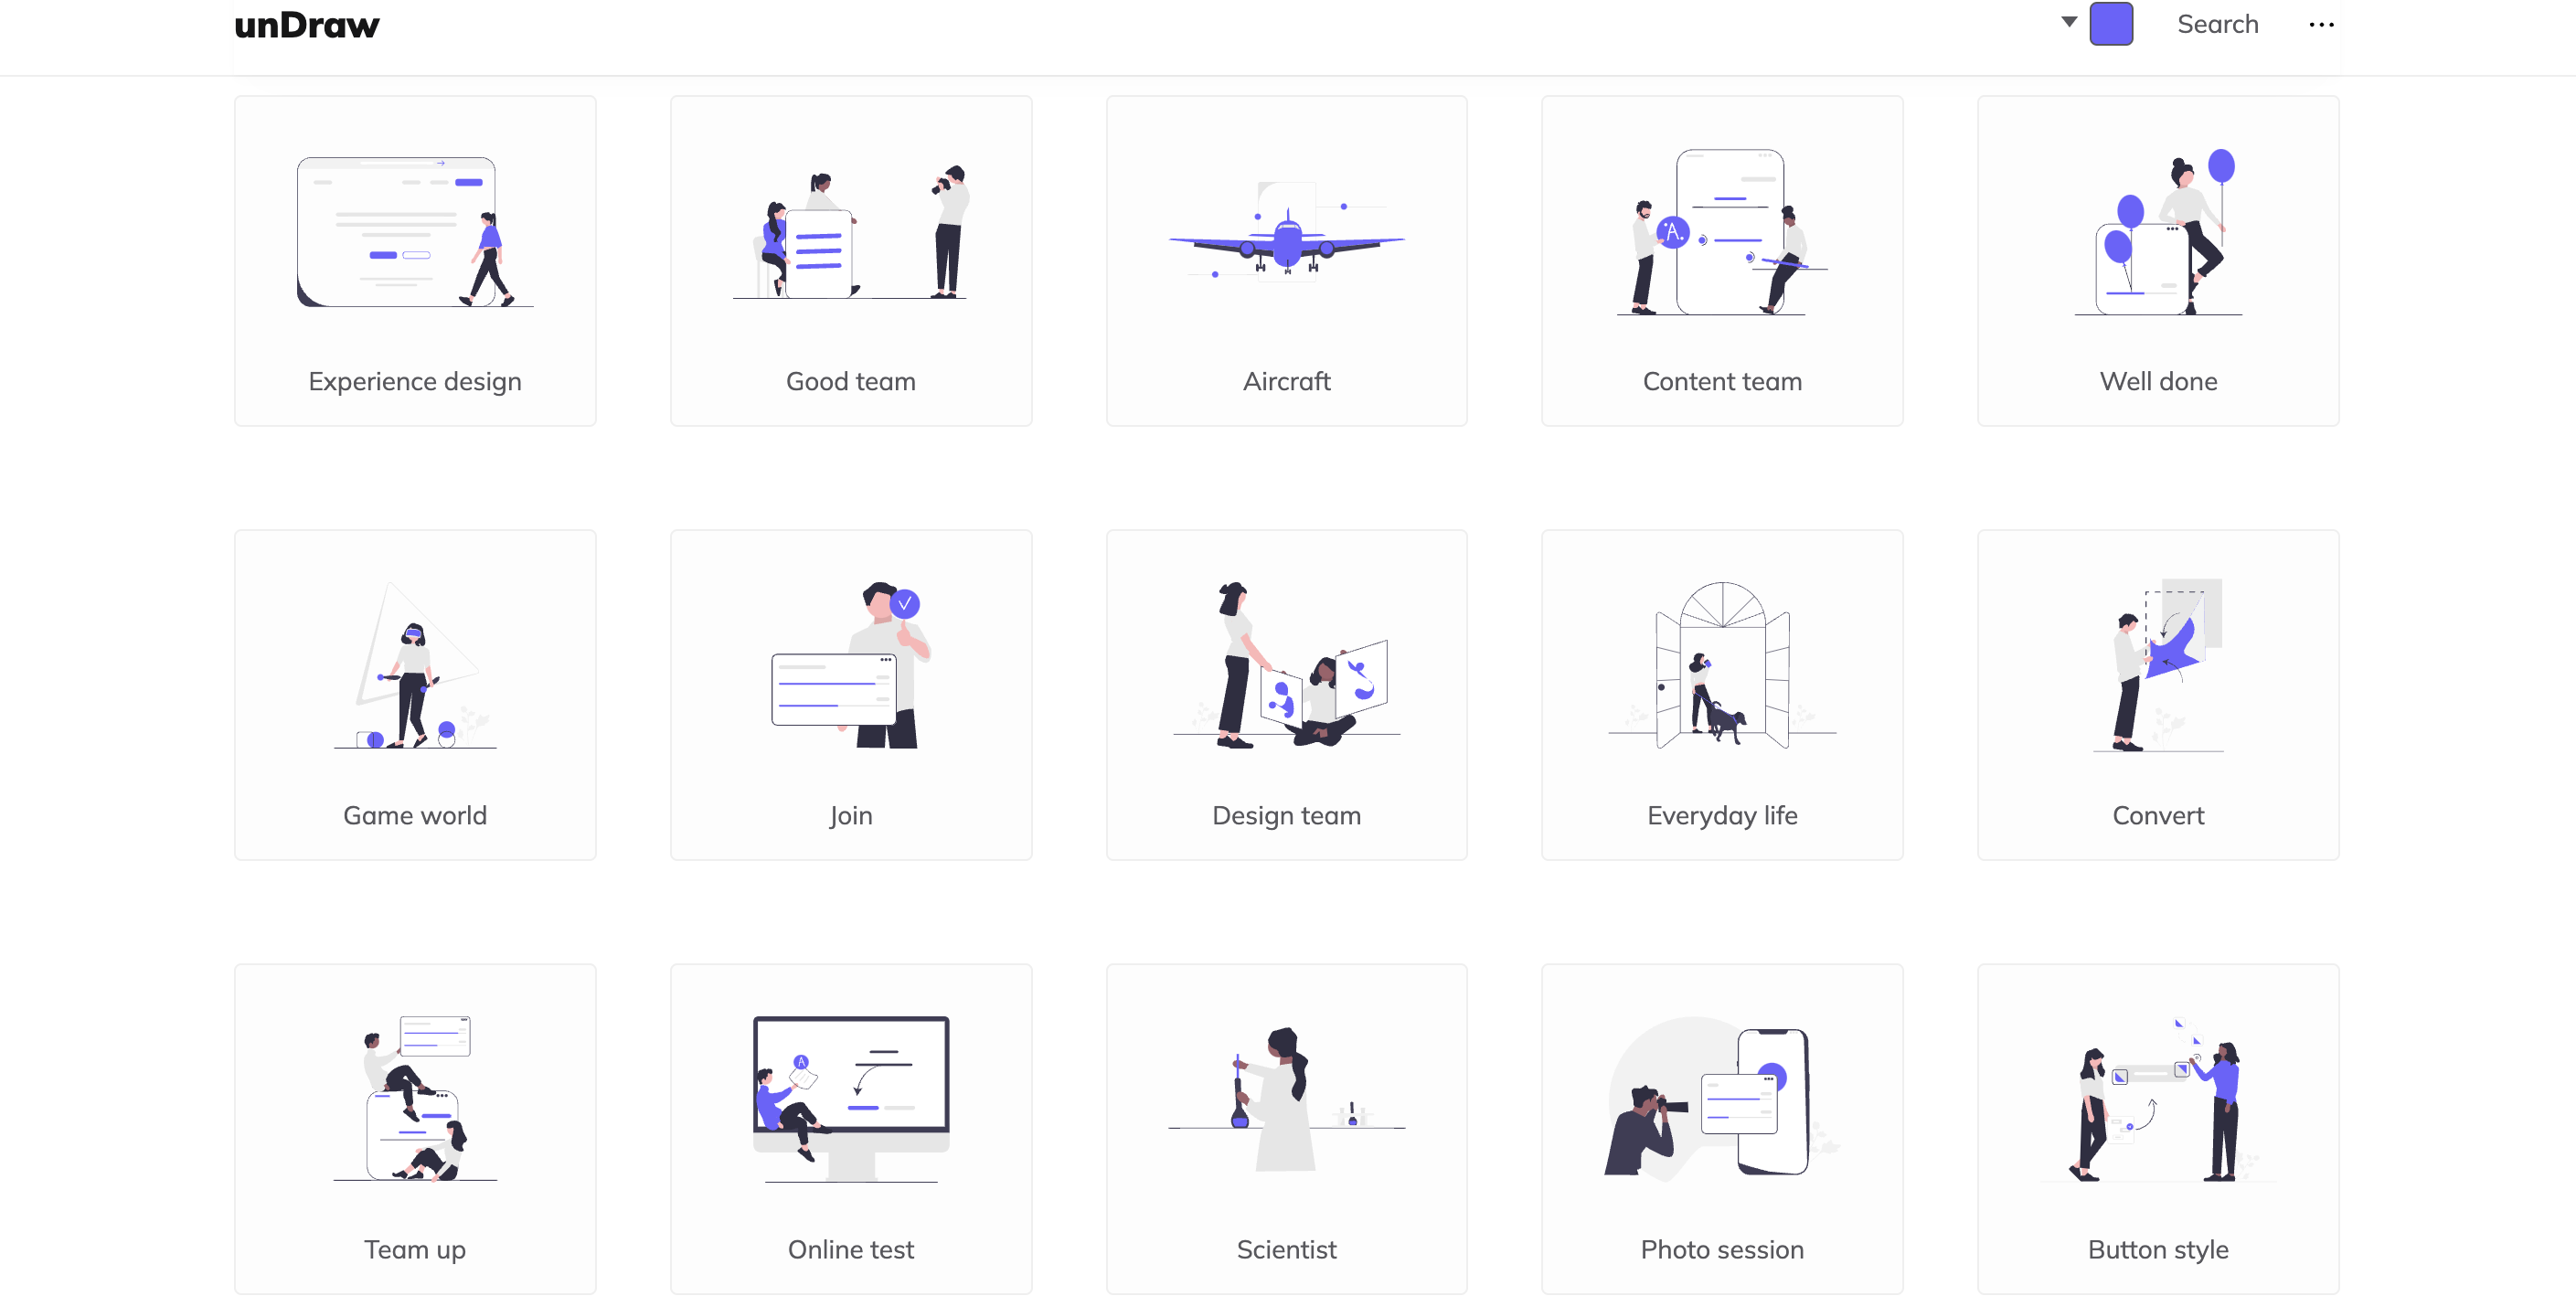 unDraw
Search
Experience design
Good team
Aircraft
A
Content team
Well done
Game world
Join
Design team
Everyday life
Convert
Team up
A
Online test
Scientist
Photo session
Button style